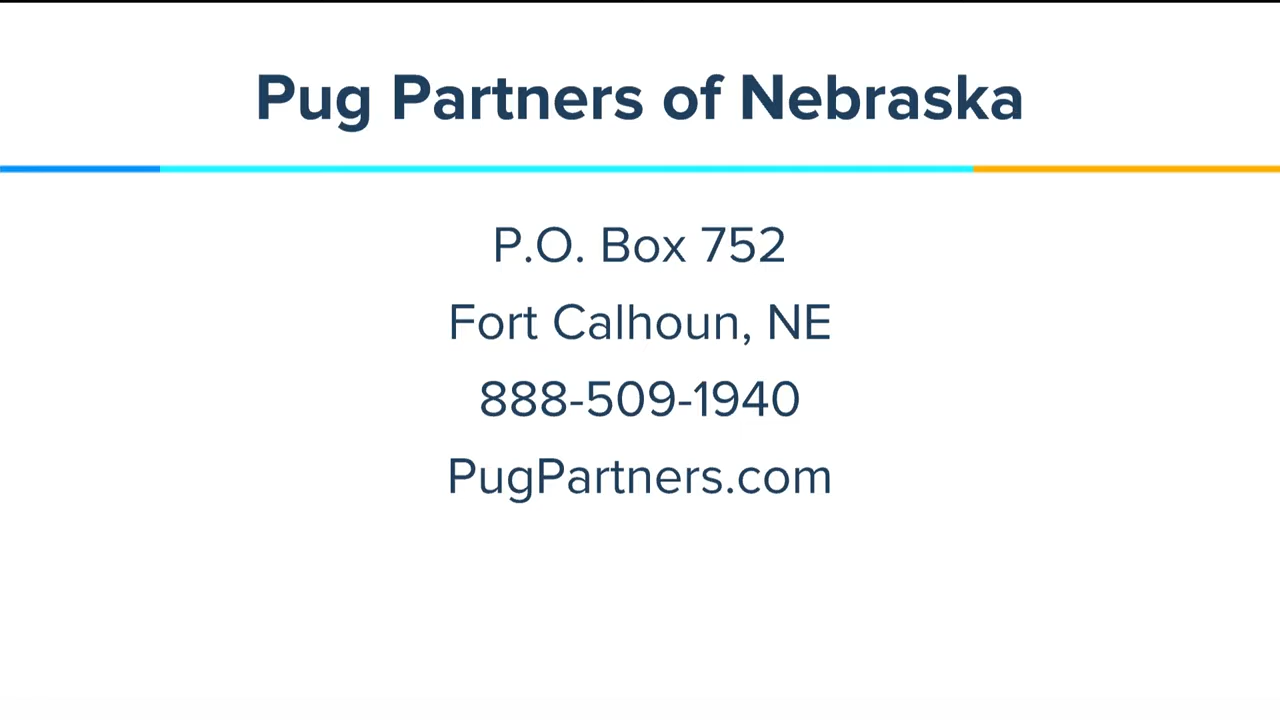 Pug Partners of Nebraska
P.O. Box 752
Fort Calhoun, NE
888-509-1940
PugPartners.com